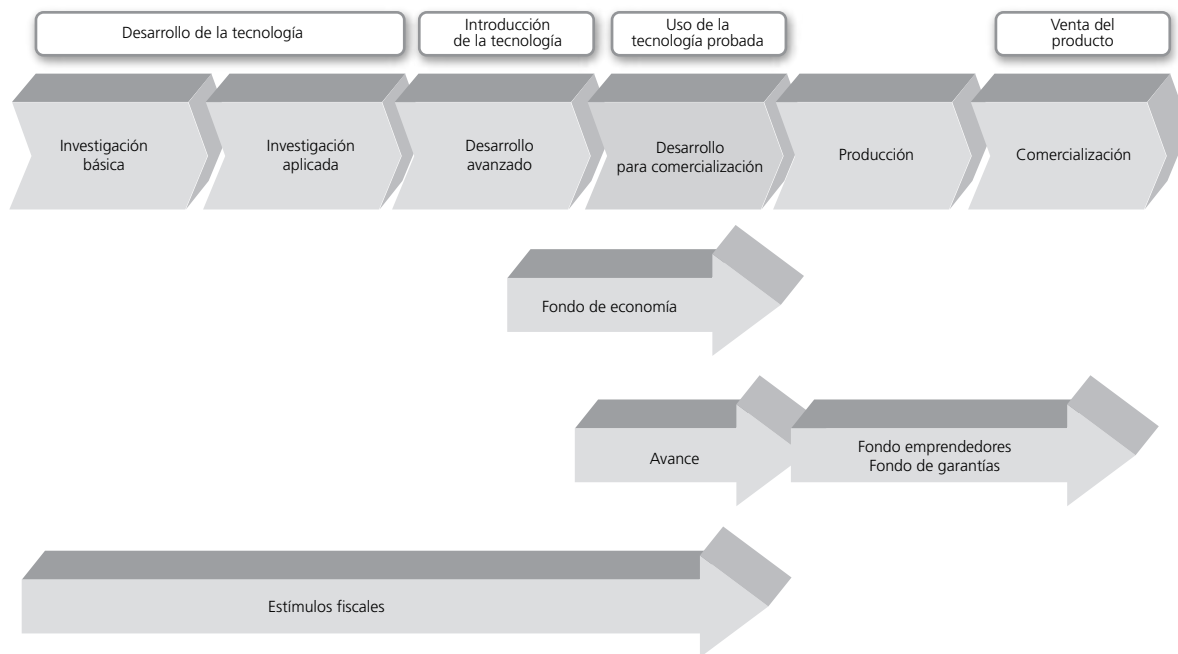 Desarrollo de la tecnología
Introducción
de la tecnología
Uso de la
tecnología probada
Venta del
producto
Investigación
básica
Investigación
aplicada
Desarrollo
avanzado
Desarrollo
para comercialización
Producción
Comercialización
Fondo de economía
Avance
Fondo emprendedores
Fondo de garantías
Estímulos fiscales